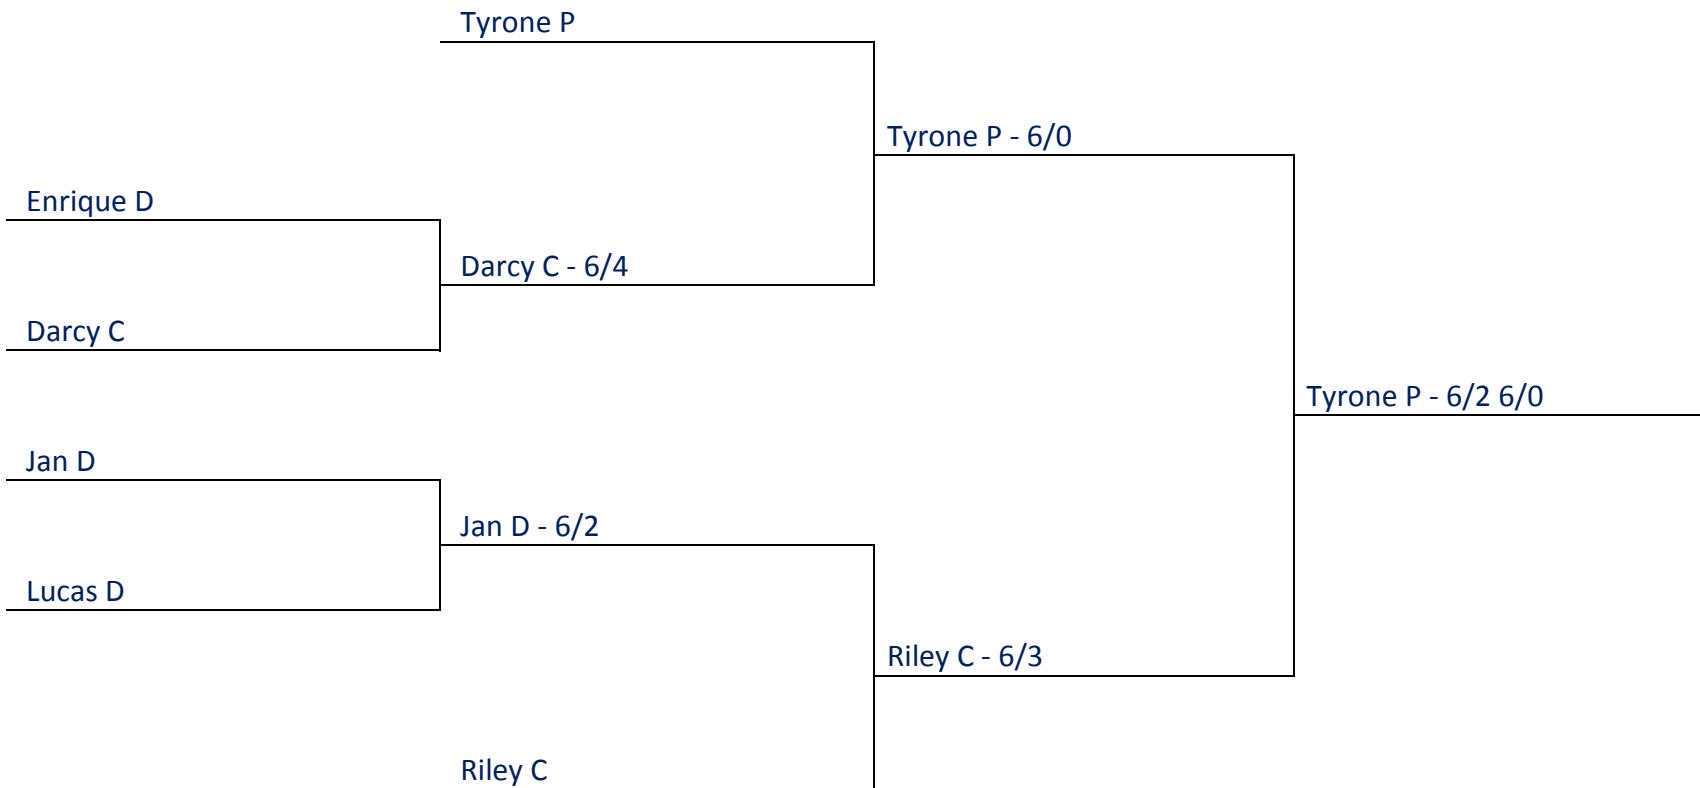 Tyrone P
Tyrone P - 6/0
Enrique D
Darcy C - 6/4
Darcy C
Tyrone P - 6/2 6/0
Jan D
Jan D - 6/2
Lucas D
Riley C - 6/3
Riley C